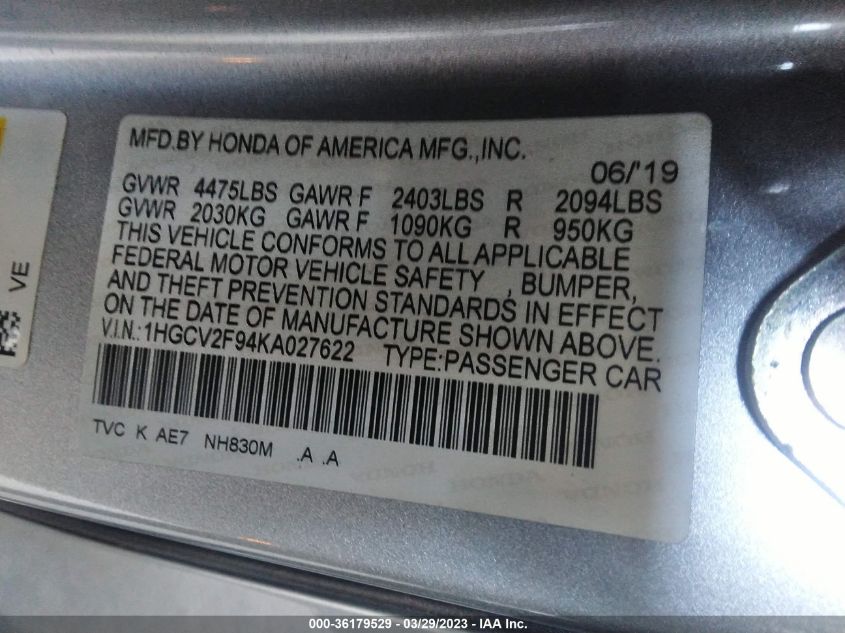 MFD.BY HONDA OF AMERICA MFG.,INC.
06/'19
GVWR 4475LBS GAWR F 2403LBS R 2094LBS
GVWR 2030KG GAWR F 1090KG R 950KG
THIS VEHICLE CONFORMS TO ALL APPLICABLE
FEDERAL MOTOR VEHICLE SAFETY , BUMPER,
AND THEFT PREVENTION STANDARDS IN EFFECT
ON THE DATE OF MANUFACTURE SHOWN ABOVE.
V.I.N.:1HGCV2F94KA027622 TYPE:PASSENGER CAR
TVC K AE7 NH830M .A .A
VE
000-36179529 - 03/29/2023 - IAA Inc.